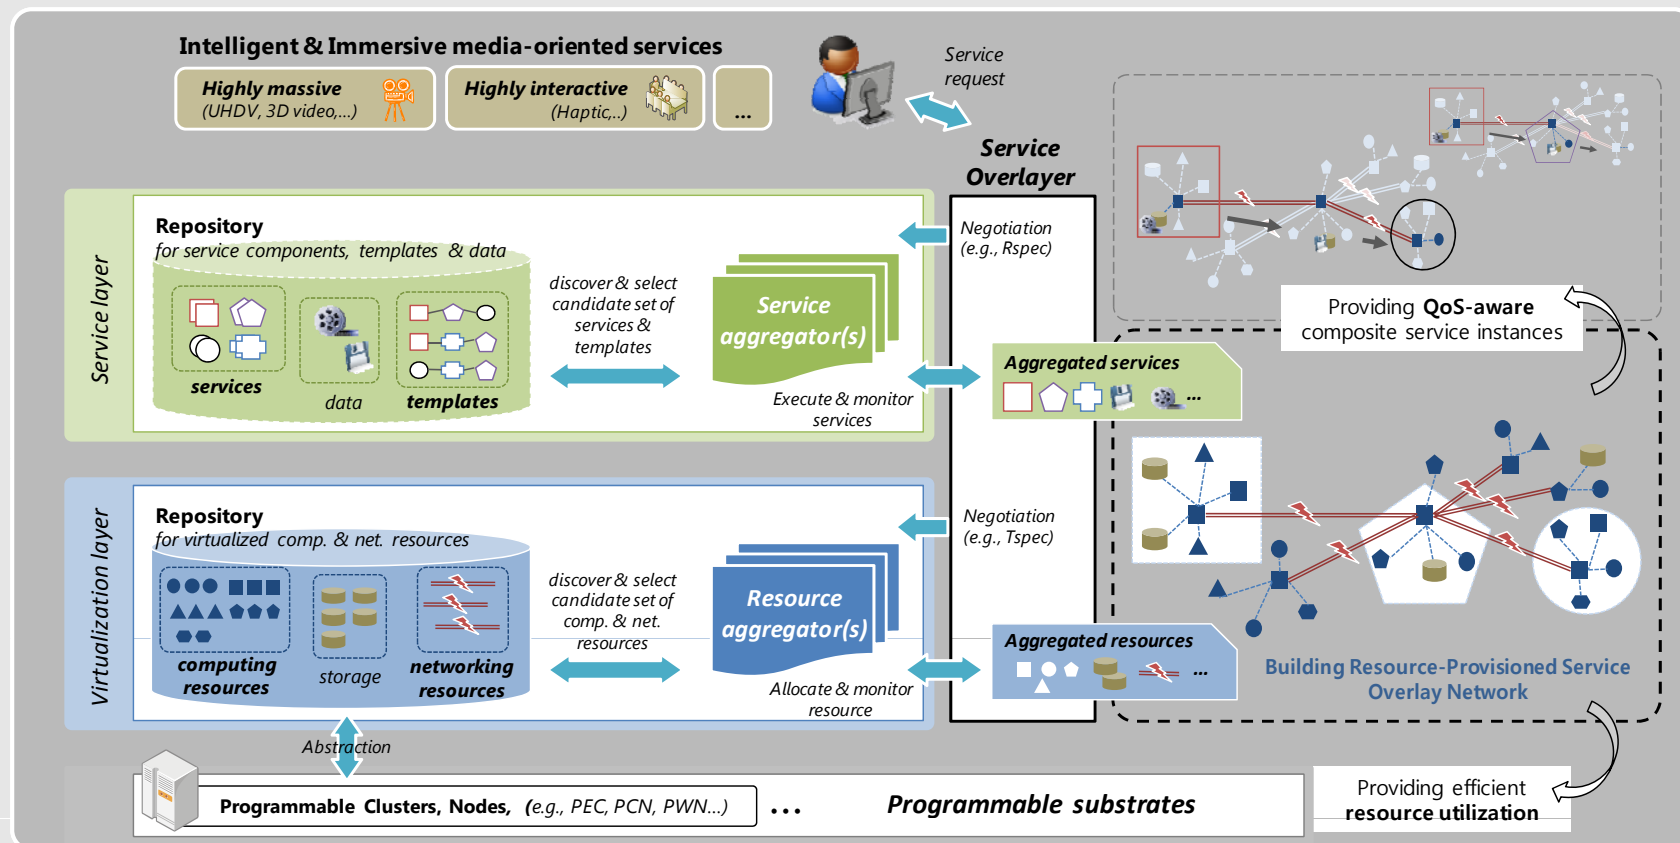 Intelligent & Immersive media-oriented services
Highly massive
(UHDV, 3D video,...)
Highly interactive
(Haptic,..)
...
Service
request
Service
Overlayer
Service layer
Repository
for service components, templates & data
services
data
templates
discover & select
candidate set of
services &
templates
Service
aggregator(s)
Execute & monitor
services
Negotiation
(e.g., Rspec)
Aggregated services
...
Providing QoS-aware
composite service instances
Virtualization layer
Repository
for virtualized comp. & net. resources
computing
resources
storage
networking
resources
discover & select
candidate set of
comp. & net.
resources
Resource
aggregator(s)
Allocate & monitor
resource
Negotiation
(e.g., Tspec)
Aggregated resources
...
Building Resource-Provisioned Service
Overlay Network
Abstraction
Programmable Clusters, Nodes, (e.g., PEC, PCN, PWN...)
...
Programmable substrates
Providing efficient
resource utilization